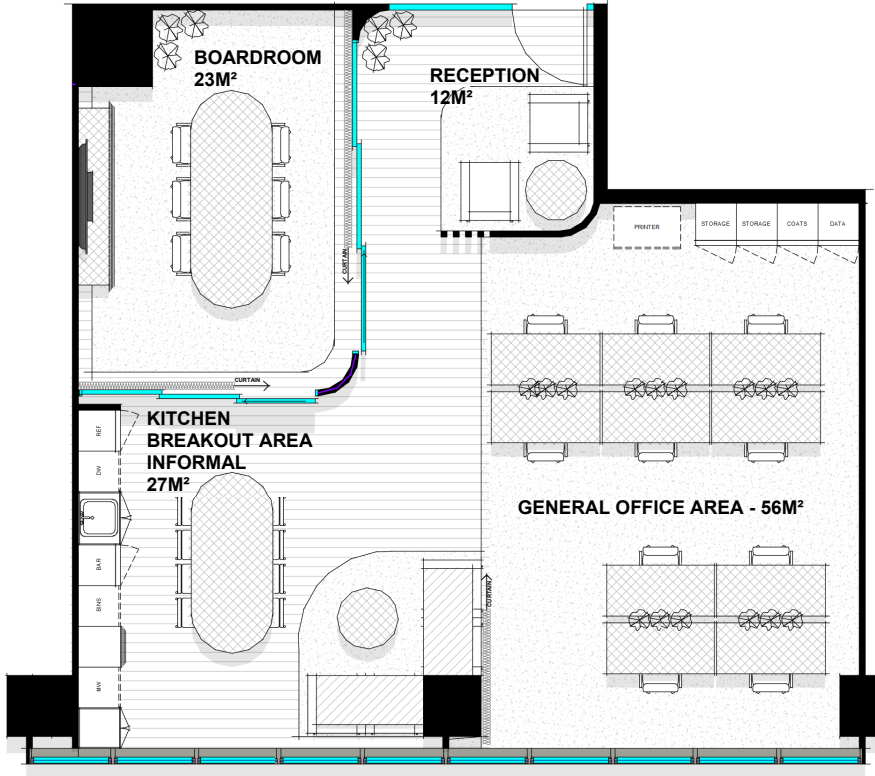 BOARDROOM
23M²
RECEPTION
12M²
PRINTER
STORAGE
STORAGE
COATS
DATA
CURTAIN
CURTAIN
KITCHEN
BREAKOUT AREA
INFORMAL
27M²
REF.
DW
BAR
BINS
MW
GENERAL OFFICE AREA - 56M²
CURTAIN